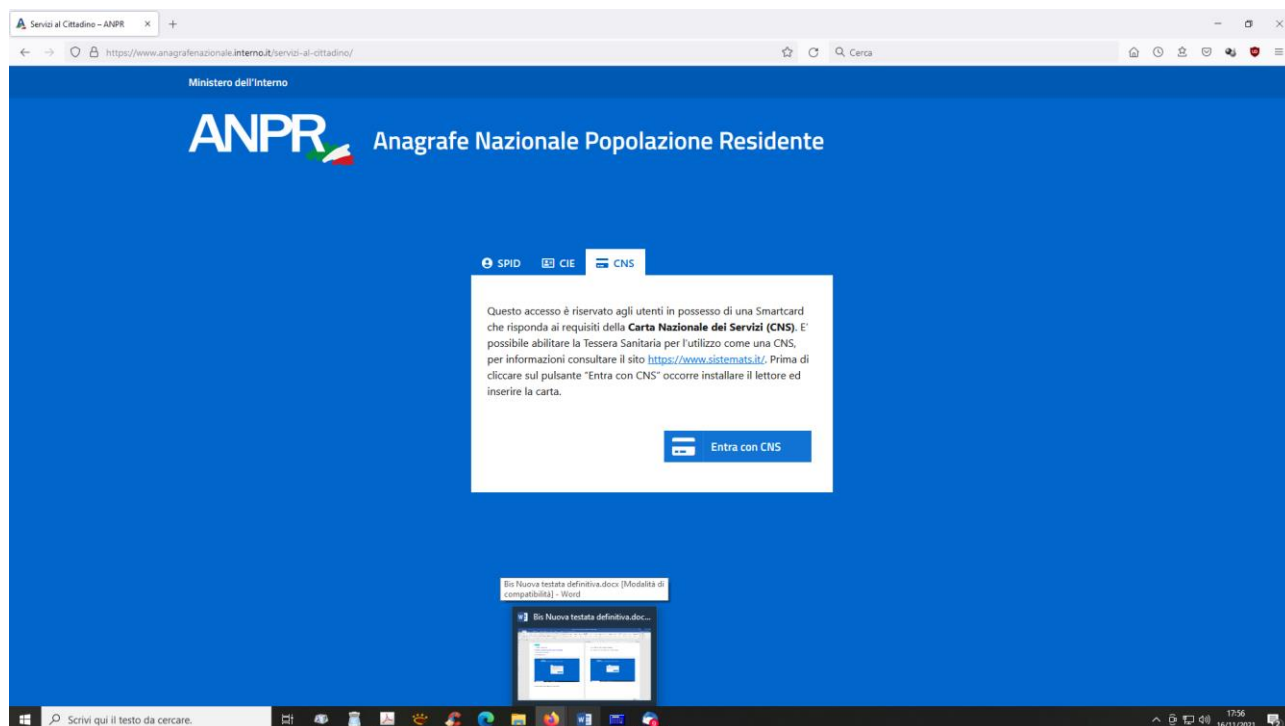 Servizi al Cittadino – ANPR
https://www.anagrafenazionale.interno.it/servizi-al-cittadino/
Cerca
Ministero dell'Interno
ANPR
Anagrafe Nazionale Popolazione Residente
SPID
CIE
CNS
Questo accesso è riservato agli utenti in possesso di una Smartcard
che risponda ai requisiti della Carta Nazionale dei Servizi (CNS). E'
possibile abilitare la Tessera Sanitaria per l'utilizzo come una CNS,
per informazioni consultare il sito https://www.sistemats.it/. Prima di
cliccare sul pulsante "Entra con CNS" occorre installare il lettore ed
inserire la carta.
Entra con CNS
Bis Nuova testata definitiva.docx [Modalità di
compatibilità] - Word
Bis Nuova testata definitiva.doc...
Scrivi qui il testo da cercare.
17:56
16/11/2021